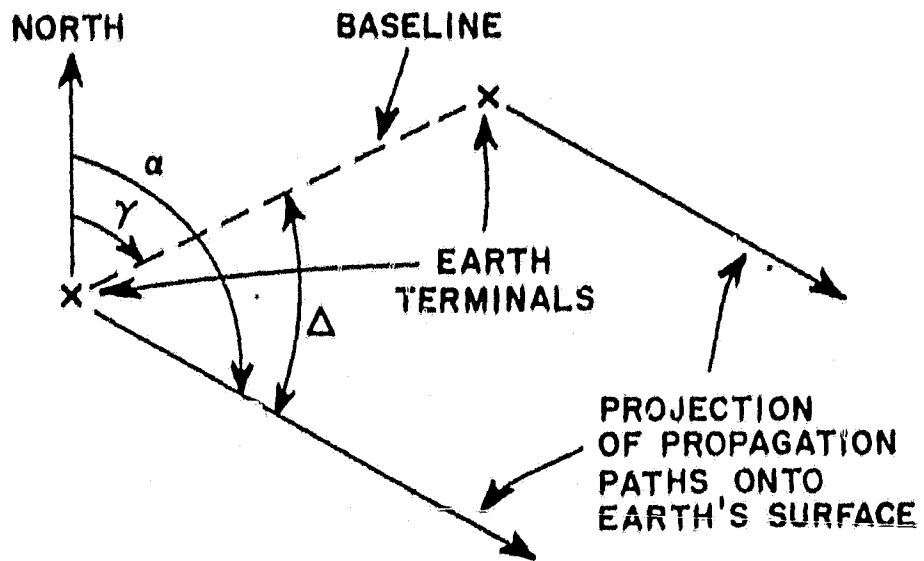 NORTH
BASELINE
α
γ
EARTH
TERMINALS
Δ
PROJECTION
OF PROPAGATION
PATHS ONTO
EARTH'S SURFACE